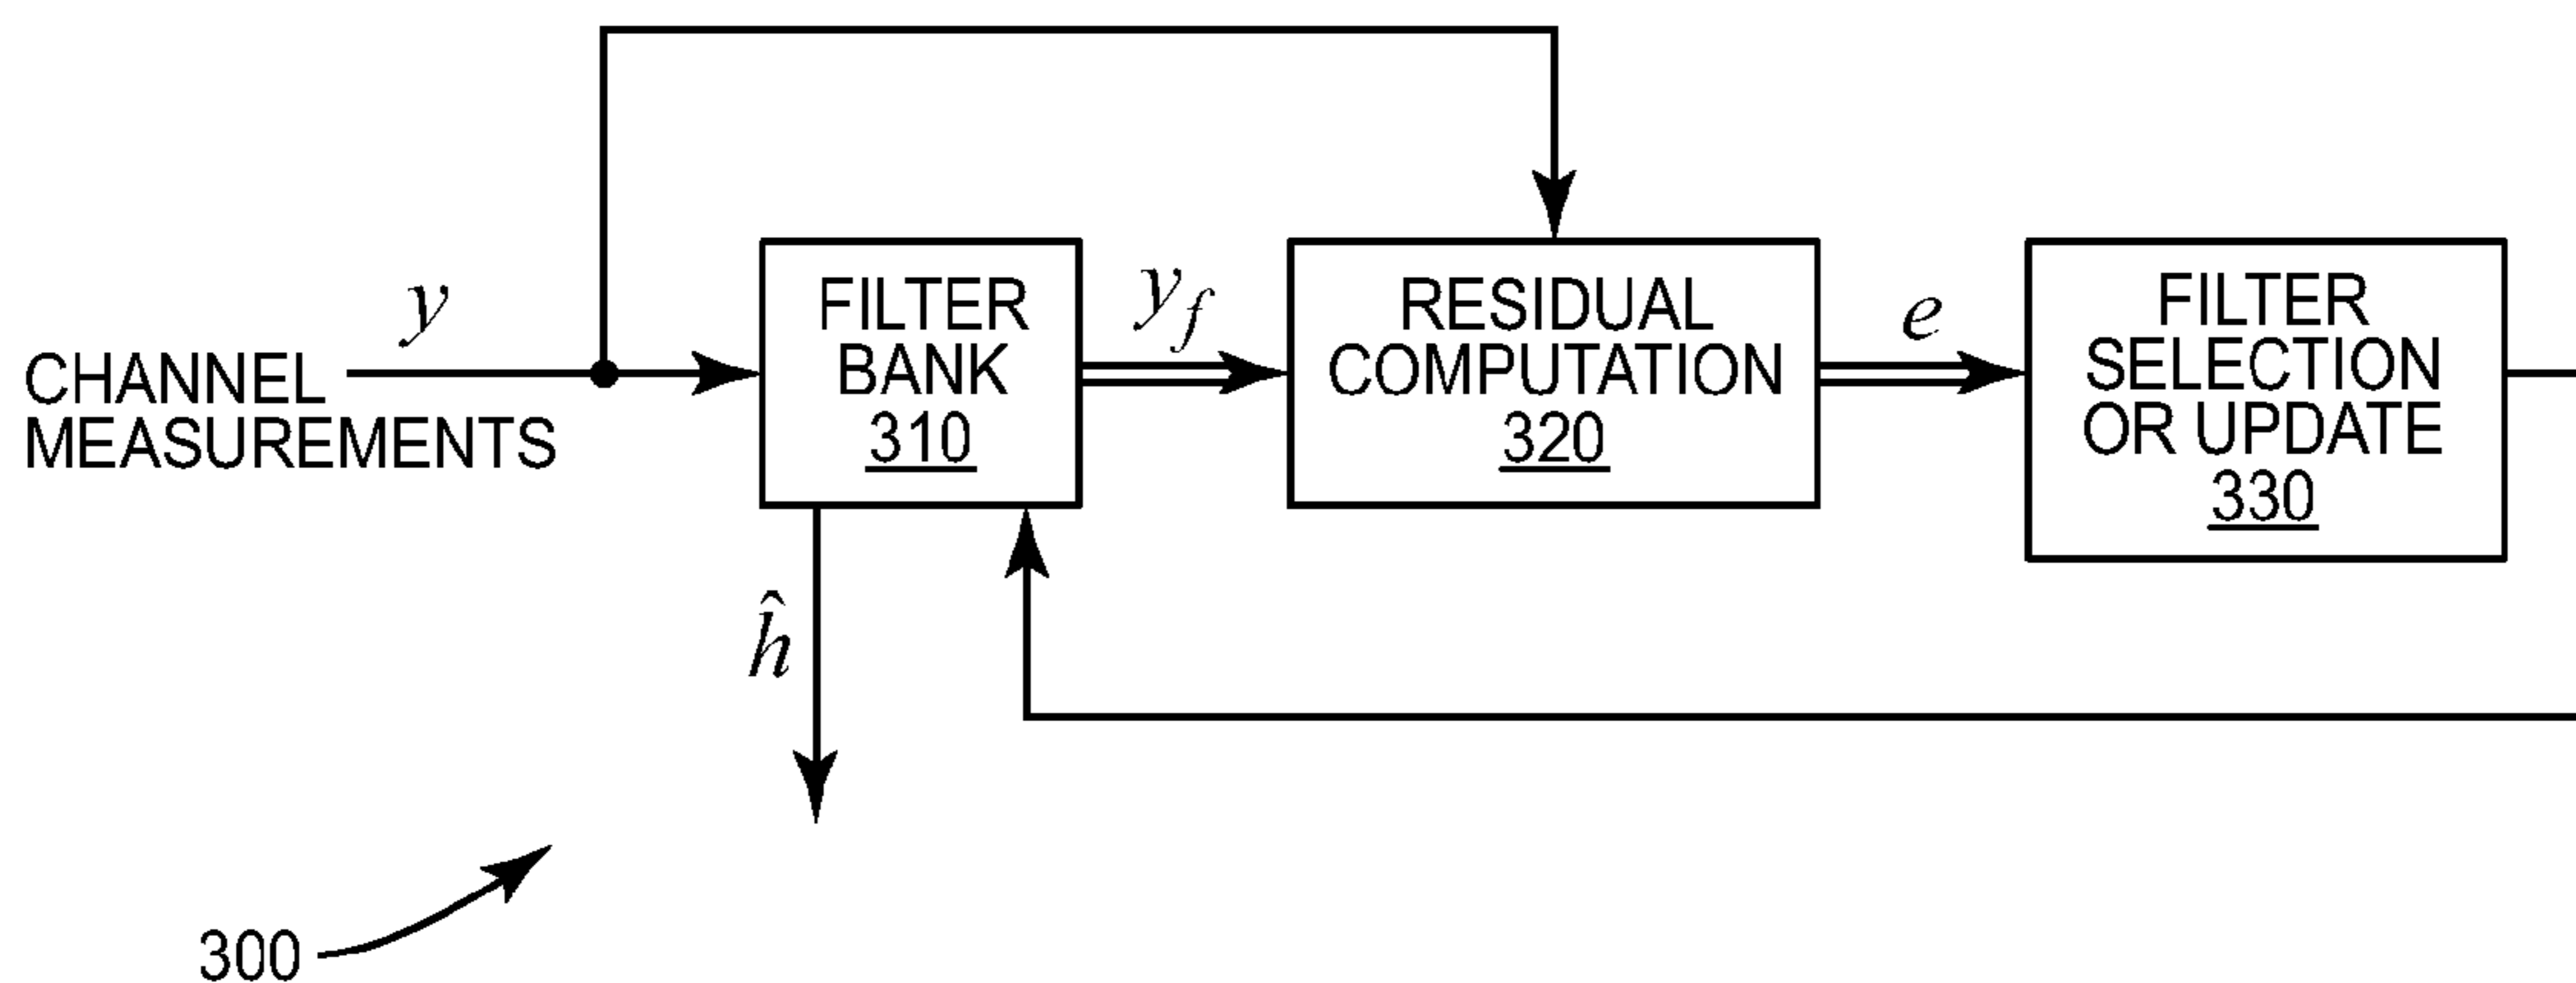 CHANNEL
MEASUREMENTS
y
FILTER
BANK
310
y_f
RESIDUAL
COMPUTATION
320
e
FILTER
SELECTION
OR UPDATE
330
ĥ
300